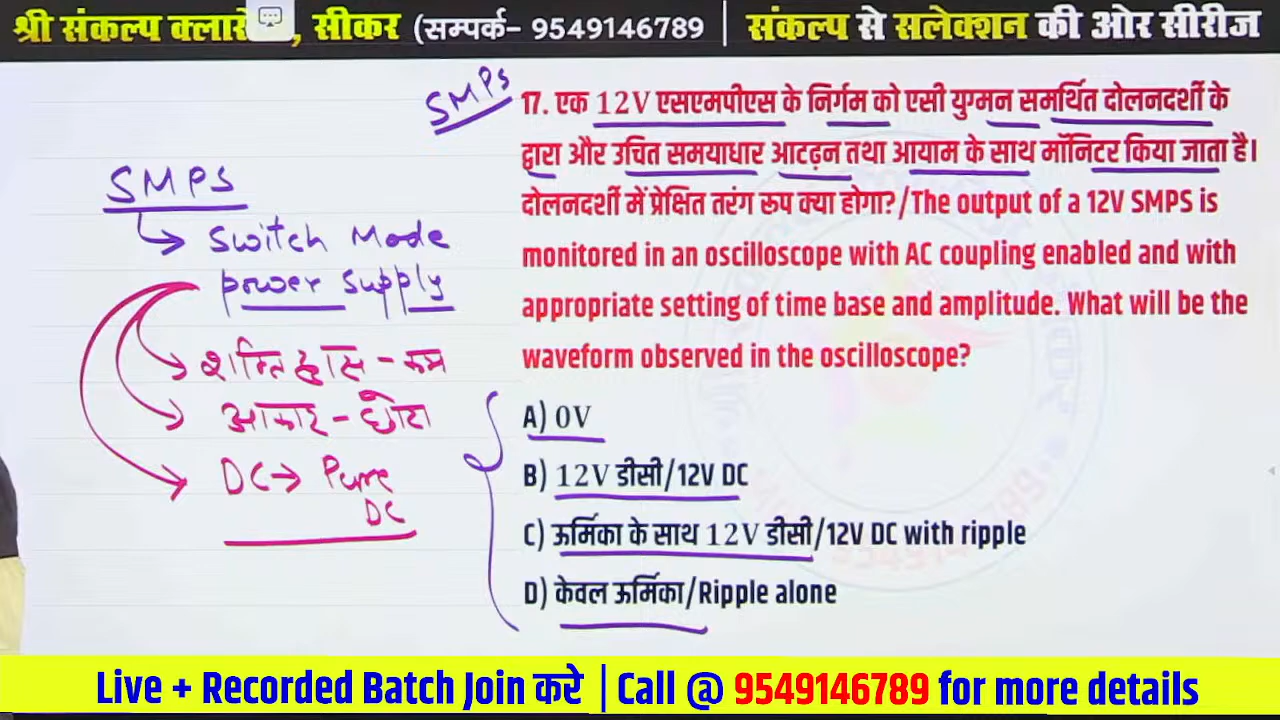 श्री संकल्प क्लासे, सीकर (सम्पर्क– 9549146789 | संकल्प से सलेक्शन की ओर सीरीज
SMPS
17. एक 12V एसएमपीएस के निर्गम को एसी युग्मन समर्थित दोलनदर्शी के
द्वारा और उचित समयाधार आटढ़न तथा आयाम के साथ मॉनिटर किया जाता है।
दोलनदर्शी में प्रेक्षित तरंग रूप क्या होगा?/The output of a 12V SMPS is
monitored in an oscilloscope with AC coupling enabled and with
appropriate setting of time base and amplitude. What will be the
waveform observed in the oscilloscope?
A) 0V
B) 12V डीसी/12V DC
C) ऊर्मिका के साथ 12V डीसी/12V DC with ripple
D) केवल ऊर्मिका/Ripple alone
SMPS
Switch Mode
power supply
शक्ति ह्रास - कम
आकार - छोटा
DC → Pure
DC
Live + Recorded Batch Join करे | Call @ 9549146789 for more details